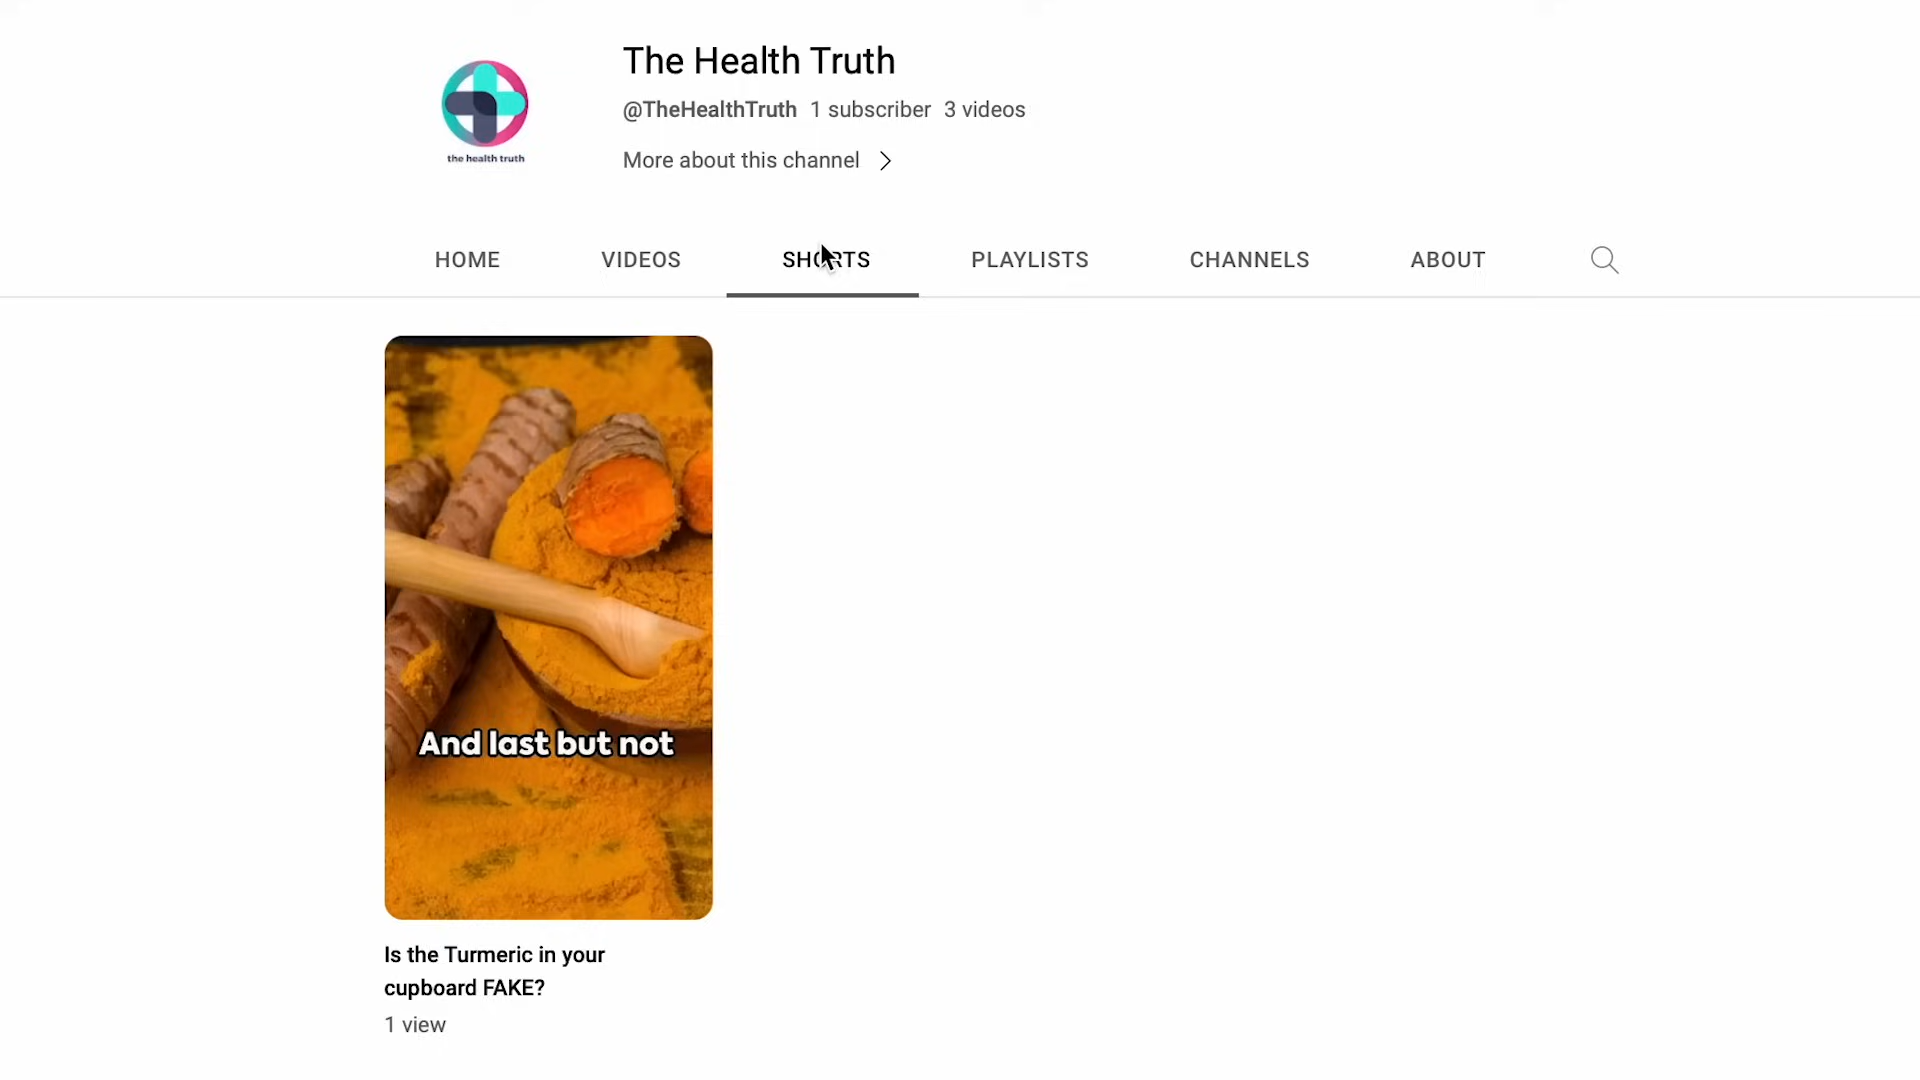 The Health Truth
@TheHealthTruth 1 subscriber 3 videos
the health truth
More about this channel
HOME VIDEOS SHORTS PLAYLISTS CHANNELS ABOUT
And last but not
Is the Turmeric in your
cupboard FAKE?
1 view